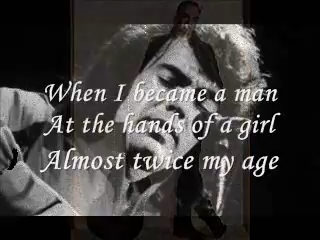 When I became a man
At the hands of a girl
Almost twice my age